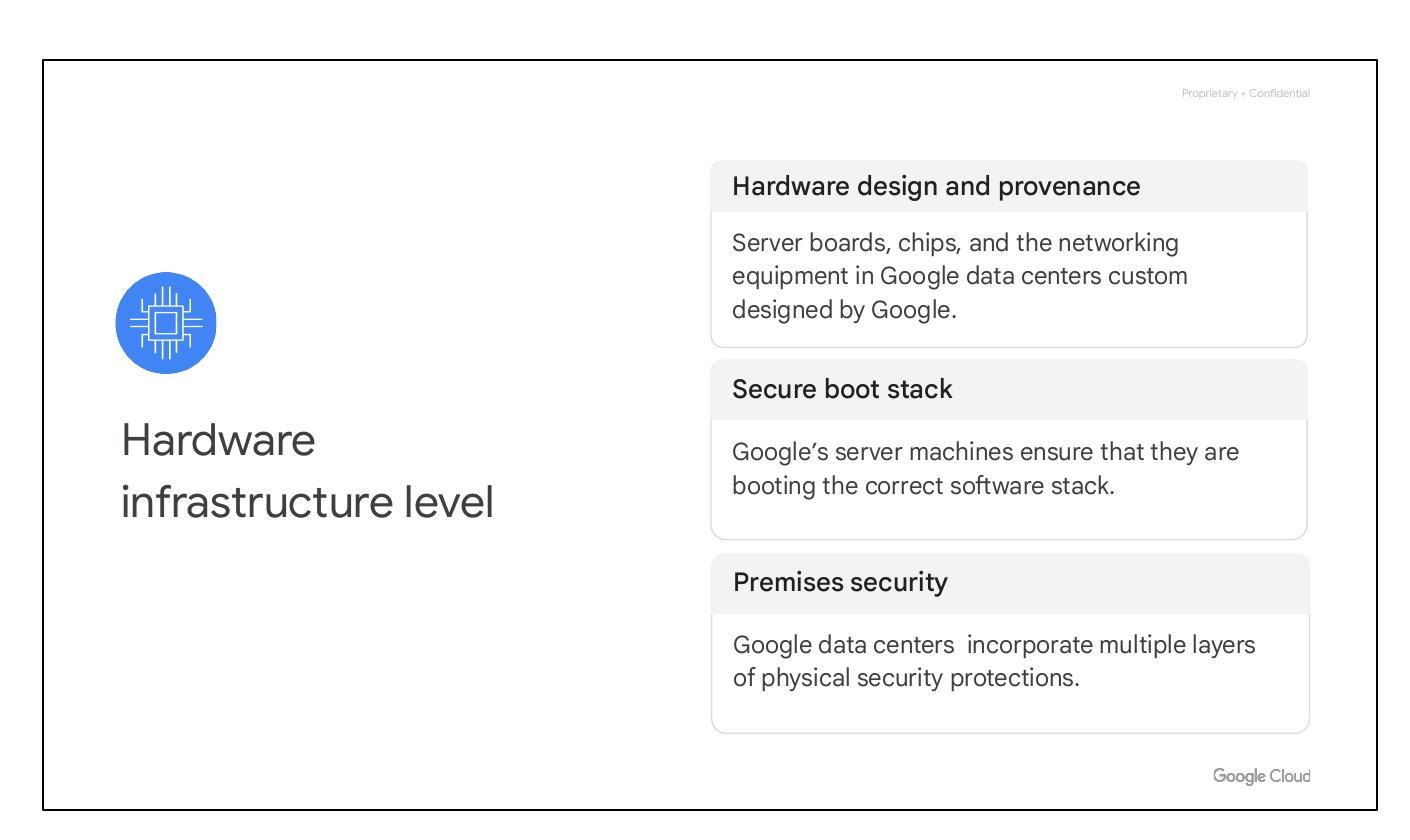 Proprietary + Confidential
Hardware
infrastructure level
Hardware design and provenance
Server boards, chips, and the networking
equipment in Google data centers custom
designed by Google.
Secure boot stack
Google’s server machines ensure that they are
booting the correct software stack.
Premises security
Google data centers  incorporate multiple layers
of physical security protections.
Google Cloud